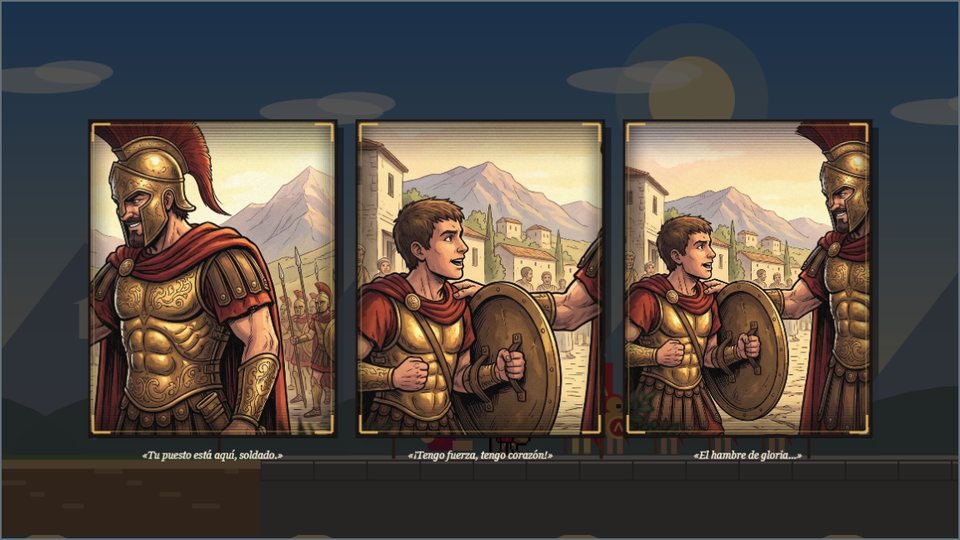 «Tu puesto está aquí, soldado.»
«¡Tengo fuerza, tengo corazón!»
«El hambre de gloria...»